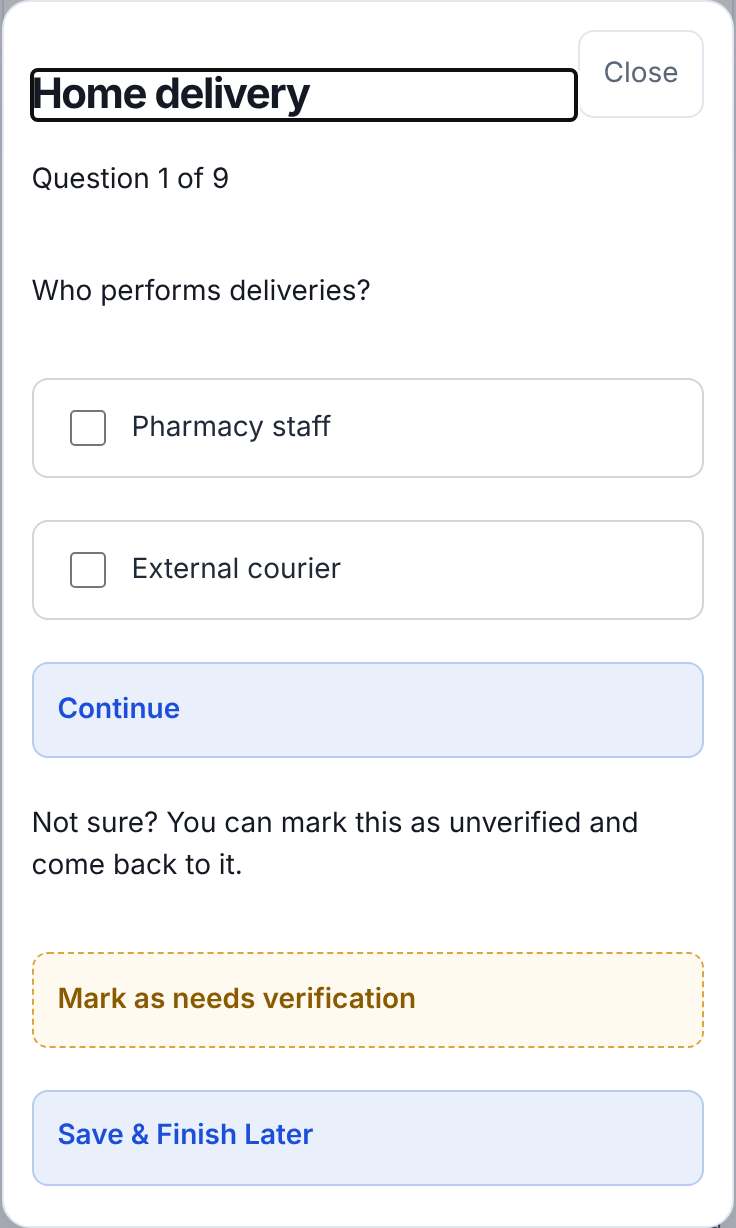 Home delivery
Close
Question 1 of 9
Who performs deliveries?
Pharmacy staff
External courier
Continue
Not sure? You can mark this as unverified and
come back to it.
Mark as needs verification
Save & Finish Later